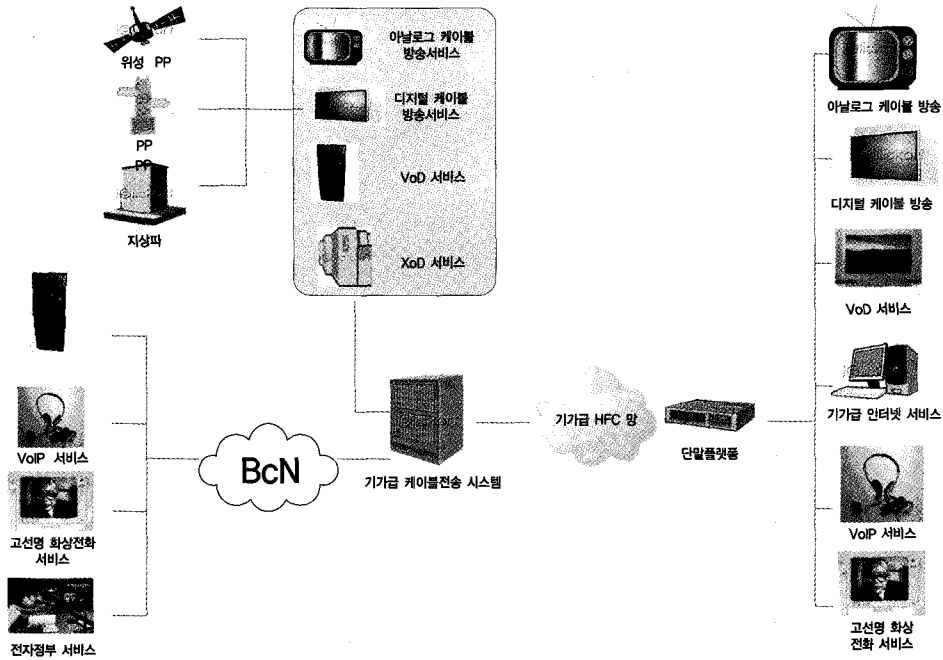 위성 PP
PP
PP
지상파
아날로그 케이블
방송서비스
디지털 케이블
방송서비스
VoD 서비스
XoD 서비스
VoIP 서비스
고선명 화상전화
서비스
전자정부 서비스
BcN
기가급 케이블전송 시스템
기가급 HFC 망
단말플랫폼
아날로그 케이블 방송
디지털 케이블 방송
VoD 서비스
기가급 인터넷 서비스
VoIP 서비스
고선명 화상
전화 서비스